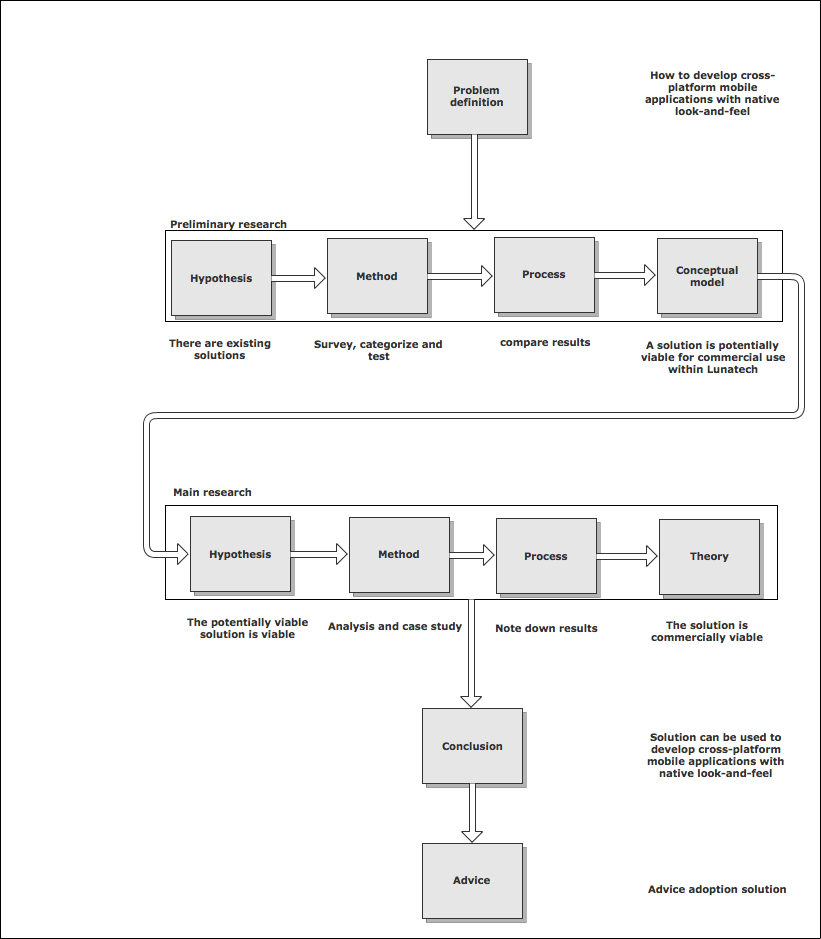 Problem
definition
How to develop cross-
platform mobile
applications with native
look-and-feel
Preliminary research
Hypothesis
Method
Process
Conceptual
model
There are existing
solutions
Survey, categorize and
test
compare results
A solution is potentially
viable for commercial use
within Lunatech
Main research
Hypothesis
Method
Process
Theory
The potentially viable
solution is viable
Analysis and case study
Note down results
The solution is
commercially viable
Conclusion
Solution can be used to
develop cross-platform
mobile applications with
native look-and-feel
Advice
Advice adoption solution